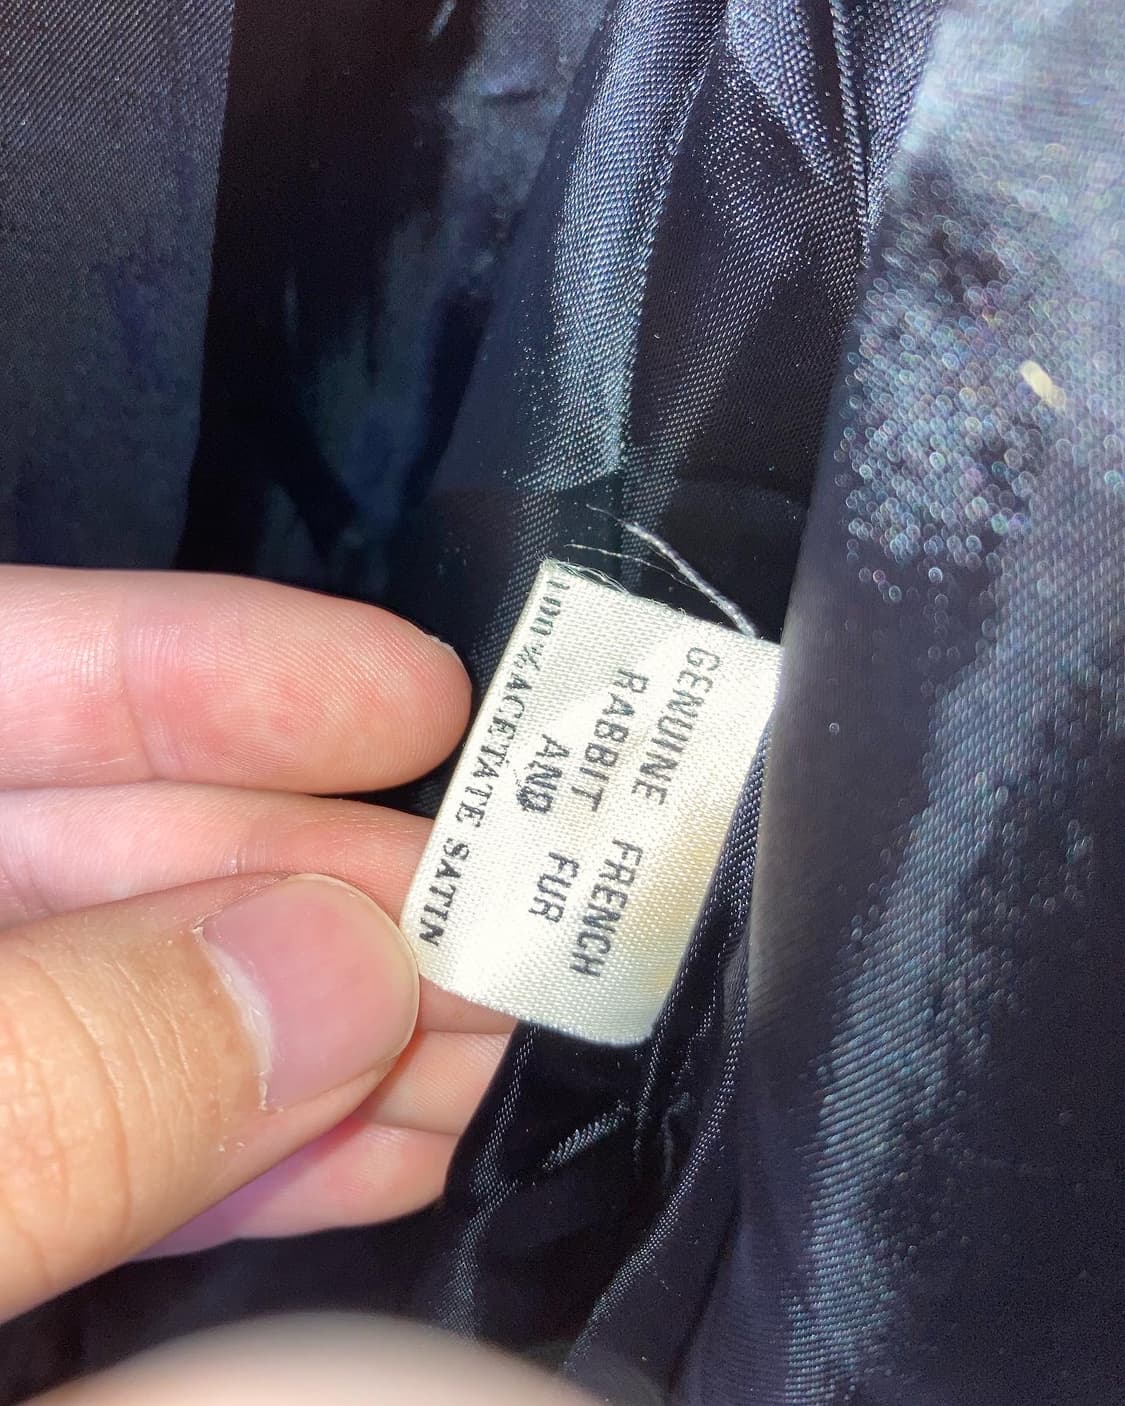 GENUINE FRENCH
RABBIT FUR
AND
100% ACETATE SATIN